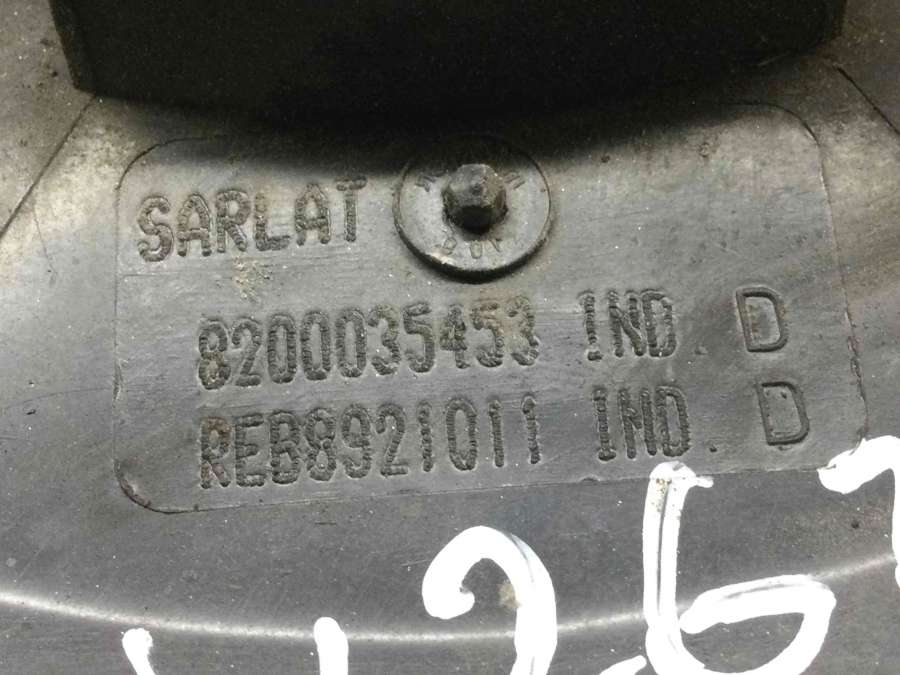 SARLAT
8200035453 IND. D
REB8921011 IND. D